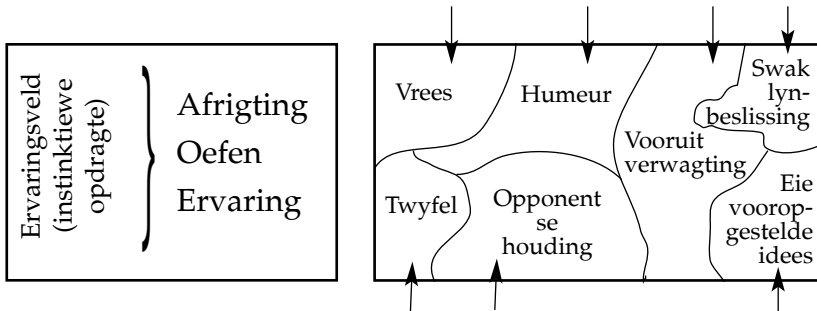 Ervaringsveld
(instinktiewe
opdragte)
Afrigting
Oefen
Ervaring
Vrees
Humeur
Vooruit
verwagting
Swak
lyn-
beslissing
Twyfel
Opponent
se
houding
Eie
voorop-
gestelde
idees